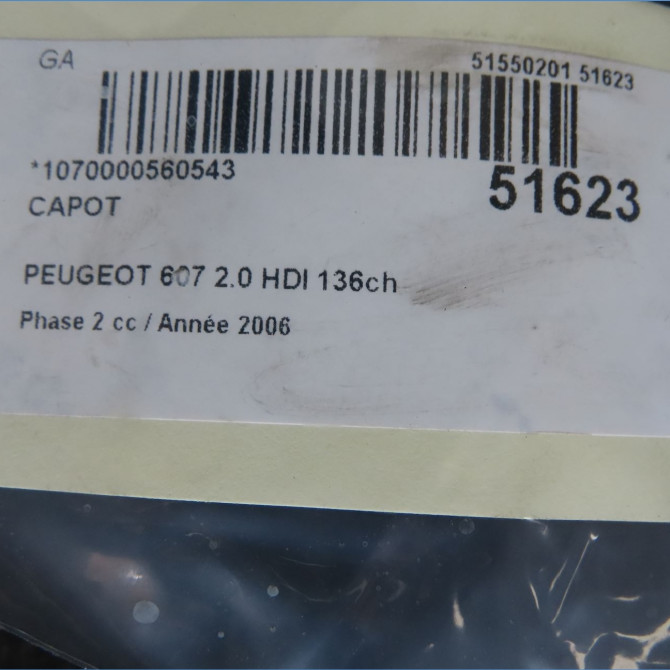 GA
51550201 51623
*1070000560543
51623
CAPOT
PEUGEOT 607 2.0 HDI 136ch
Phase 2 cc / Année 2006